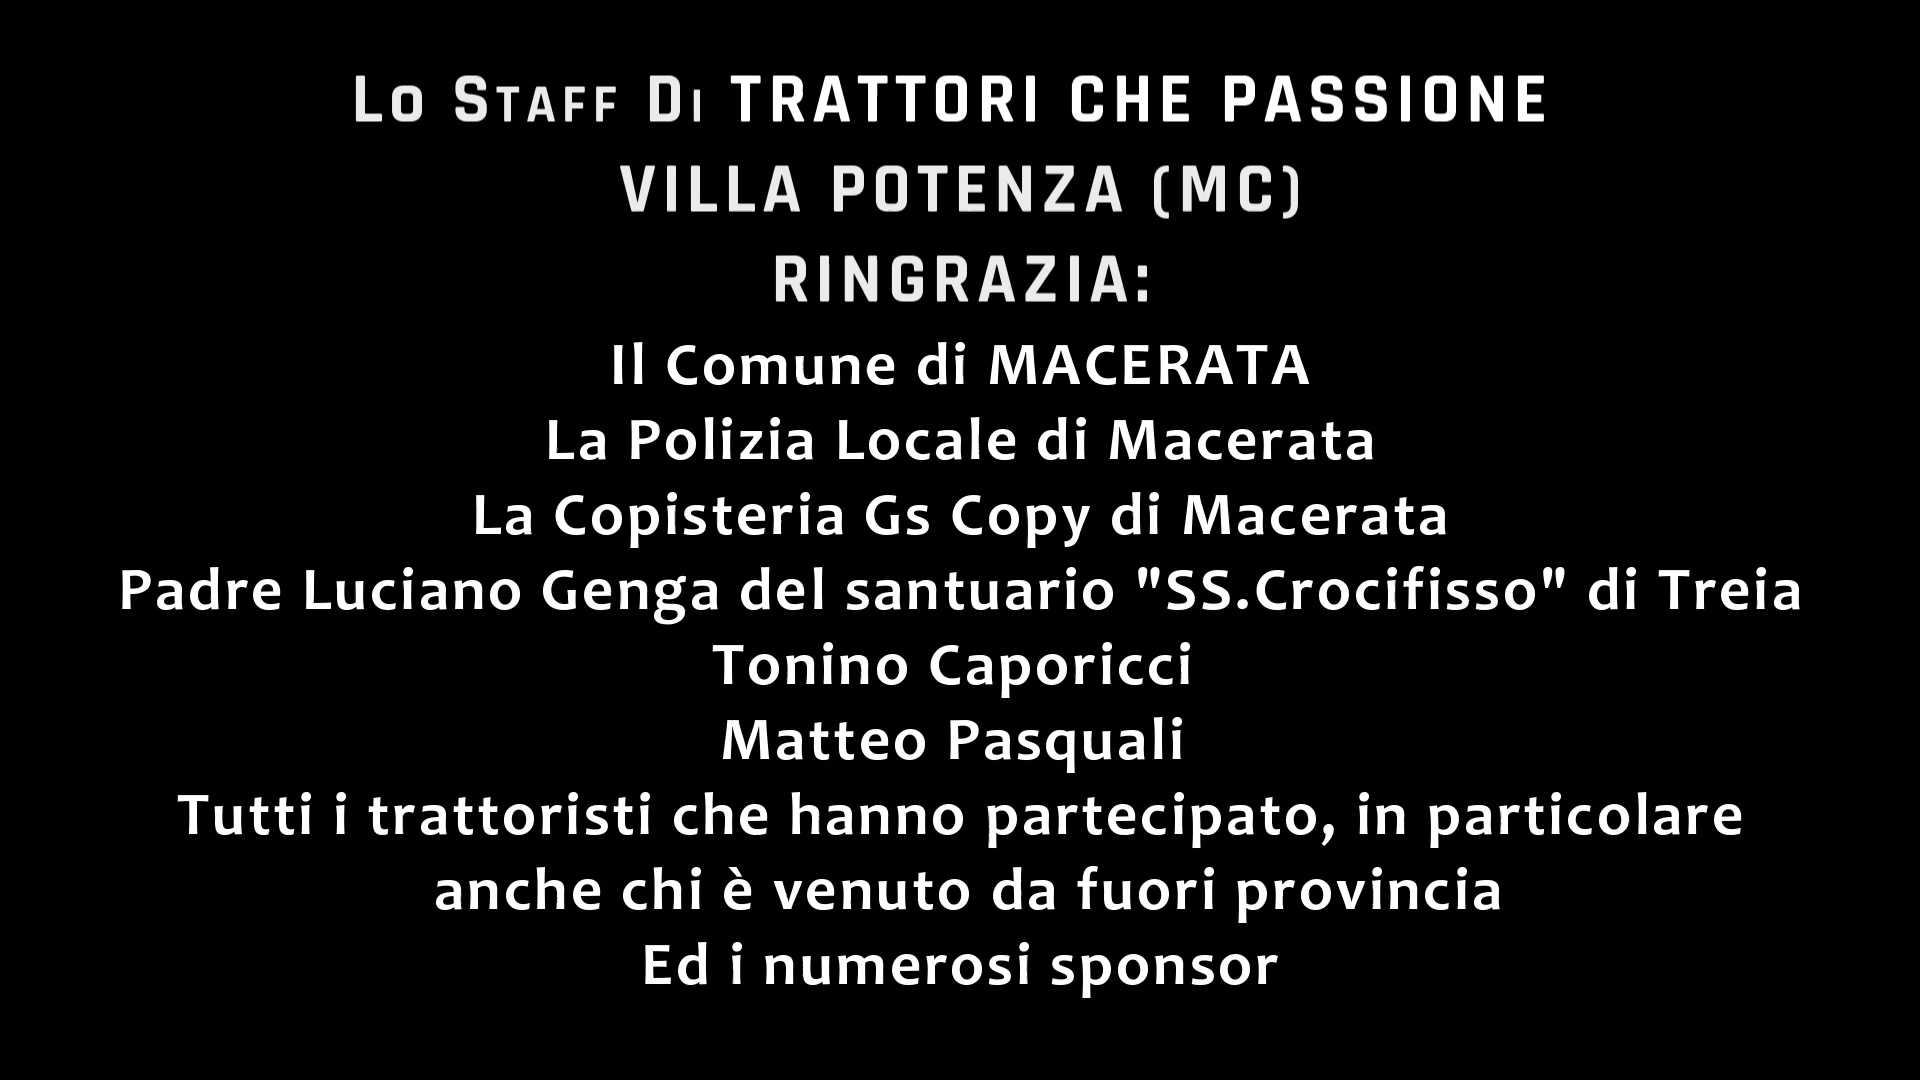 Lo Staff Di TRATTORI CHE PASSIONE
VILLA POTENZA (MC)
RINGRAZIA:
Il Comune di MACERATA
La Polizia Locale di Macerata
La Copisteria Gs Copy di Macerata
Padre Luciano Genga del santuario "SS.Crocifisso" di Treia
Tonino Caporicci
Matteo Pasquali
Tutti i trattoristi che hanno partecipato, in particolare
anche chi è venuto da fuori provincia
Ed i numerosi sponsor